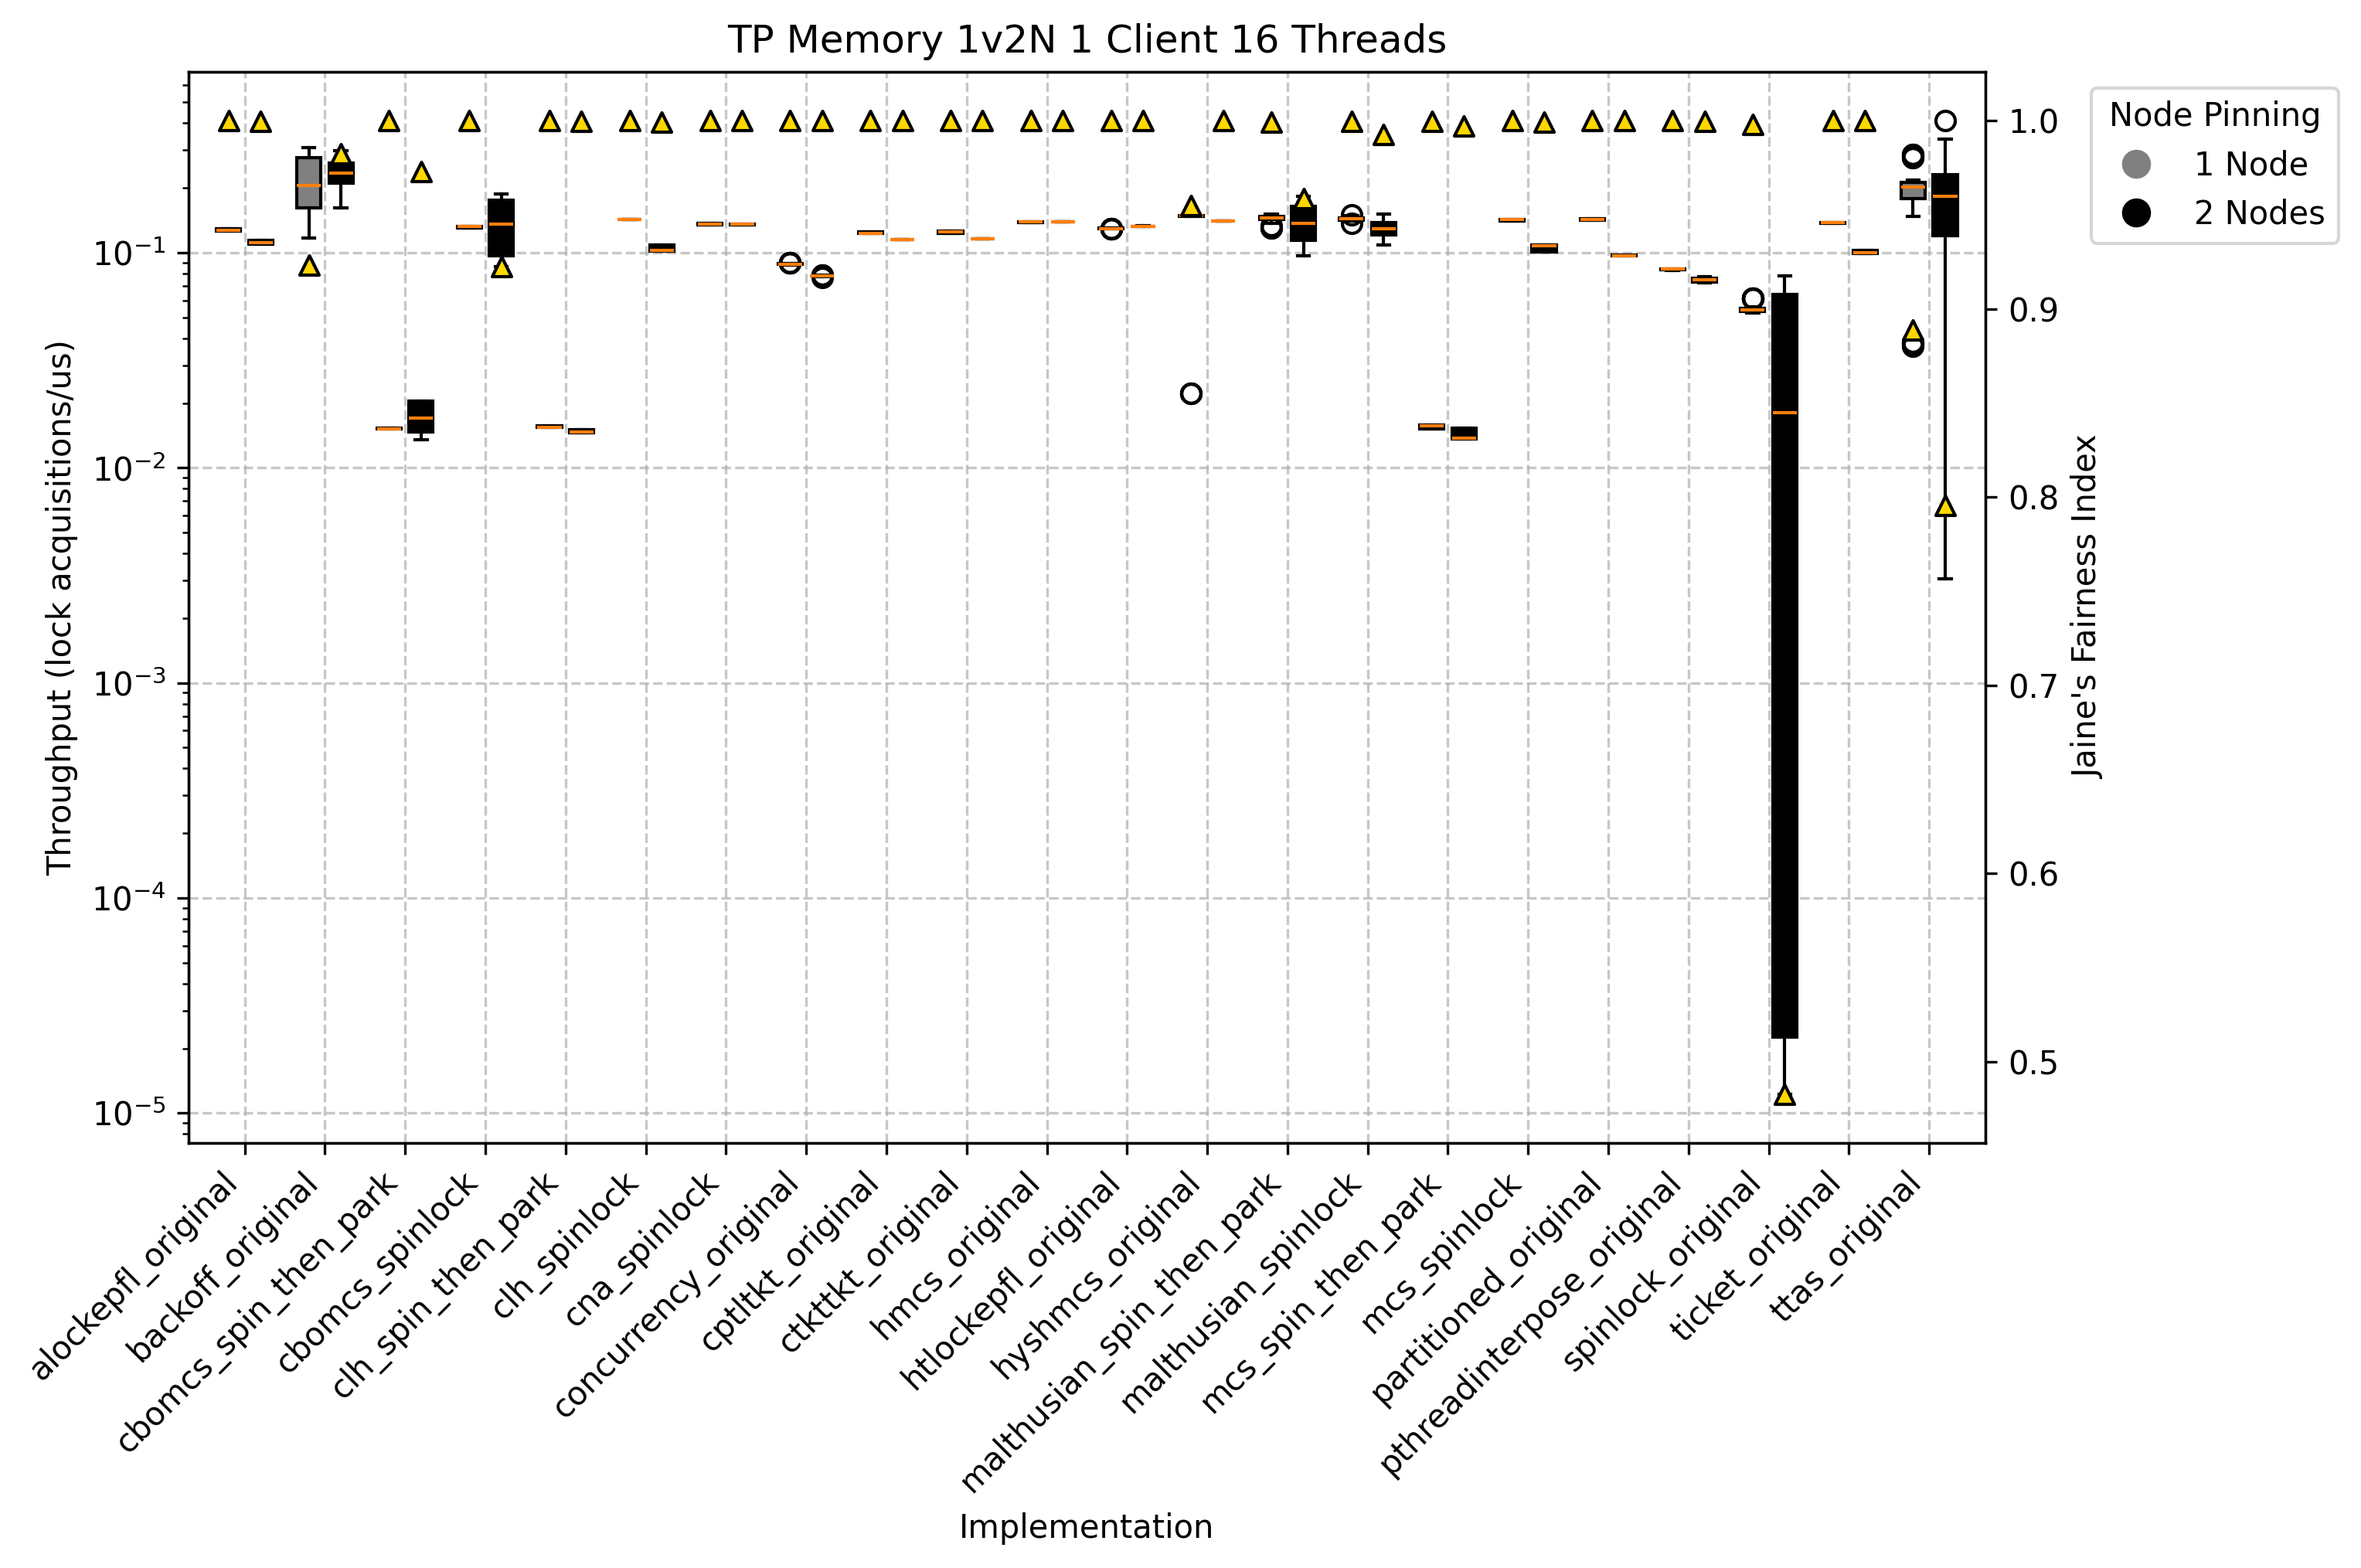 TP Memory 1v2N 1 Client 16 Threads
Throughput (lock acquisitions/us)
10⁻¹
10⁻²
10⁻³
10⁻⁴
10⁻⁵
1.0
0.9
0.8
0.7
0.6
0.5
Jaine's Fairness Index
Node Pinning
1 Node
2 Nodes
alockepfl_original
backoff_original
cbomcs_spin_then_park
cbomcs_spinlock
clh_spin_then_park
clh_spinlock
cna_spinlock
concurrency_original
cptltkt_original
ctkttkt_original
hmcs_original
htlockepfl_original
hyshmcs_original
malthusian_spin_then_park
malthusian_spinlock
mcs_spin_then_park
mcs_spinlock
partitioned_original
pthreadinterpose_original
spinlock_original
ticket_original
ttas_original
Implementation